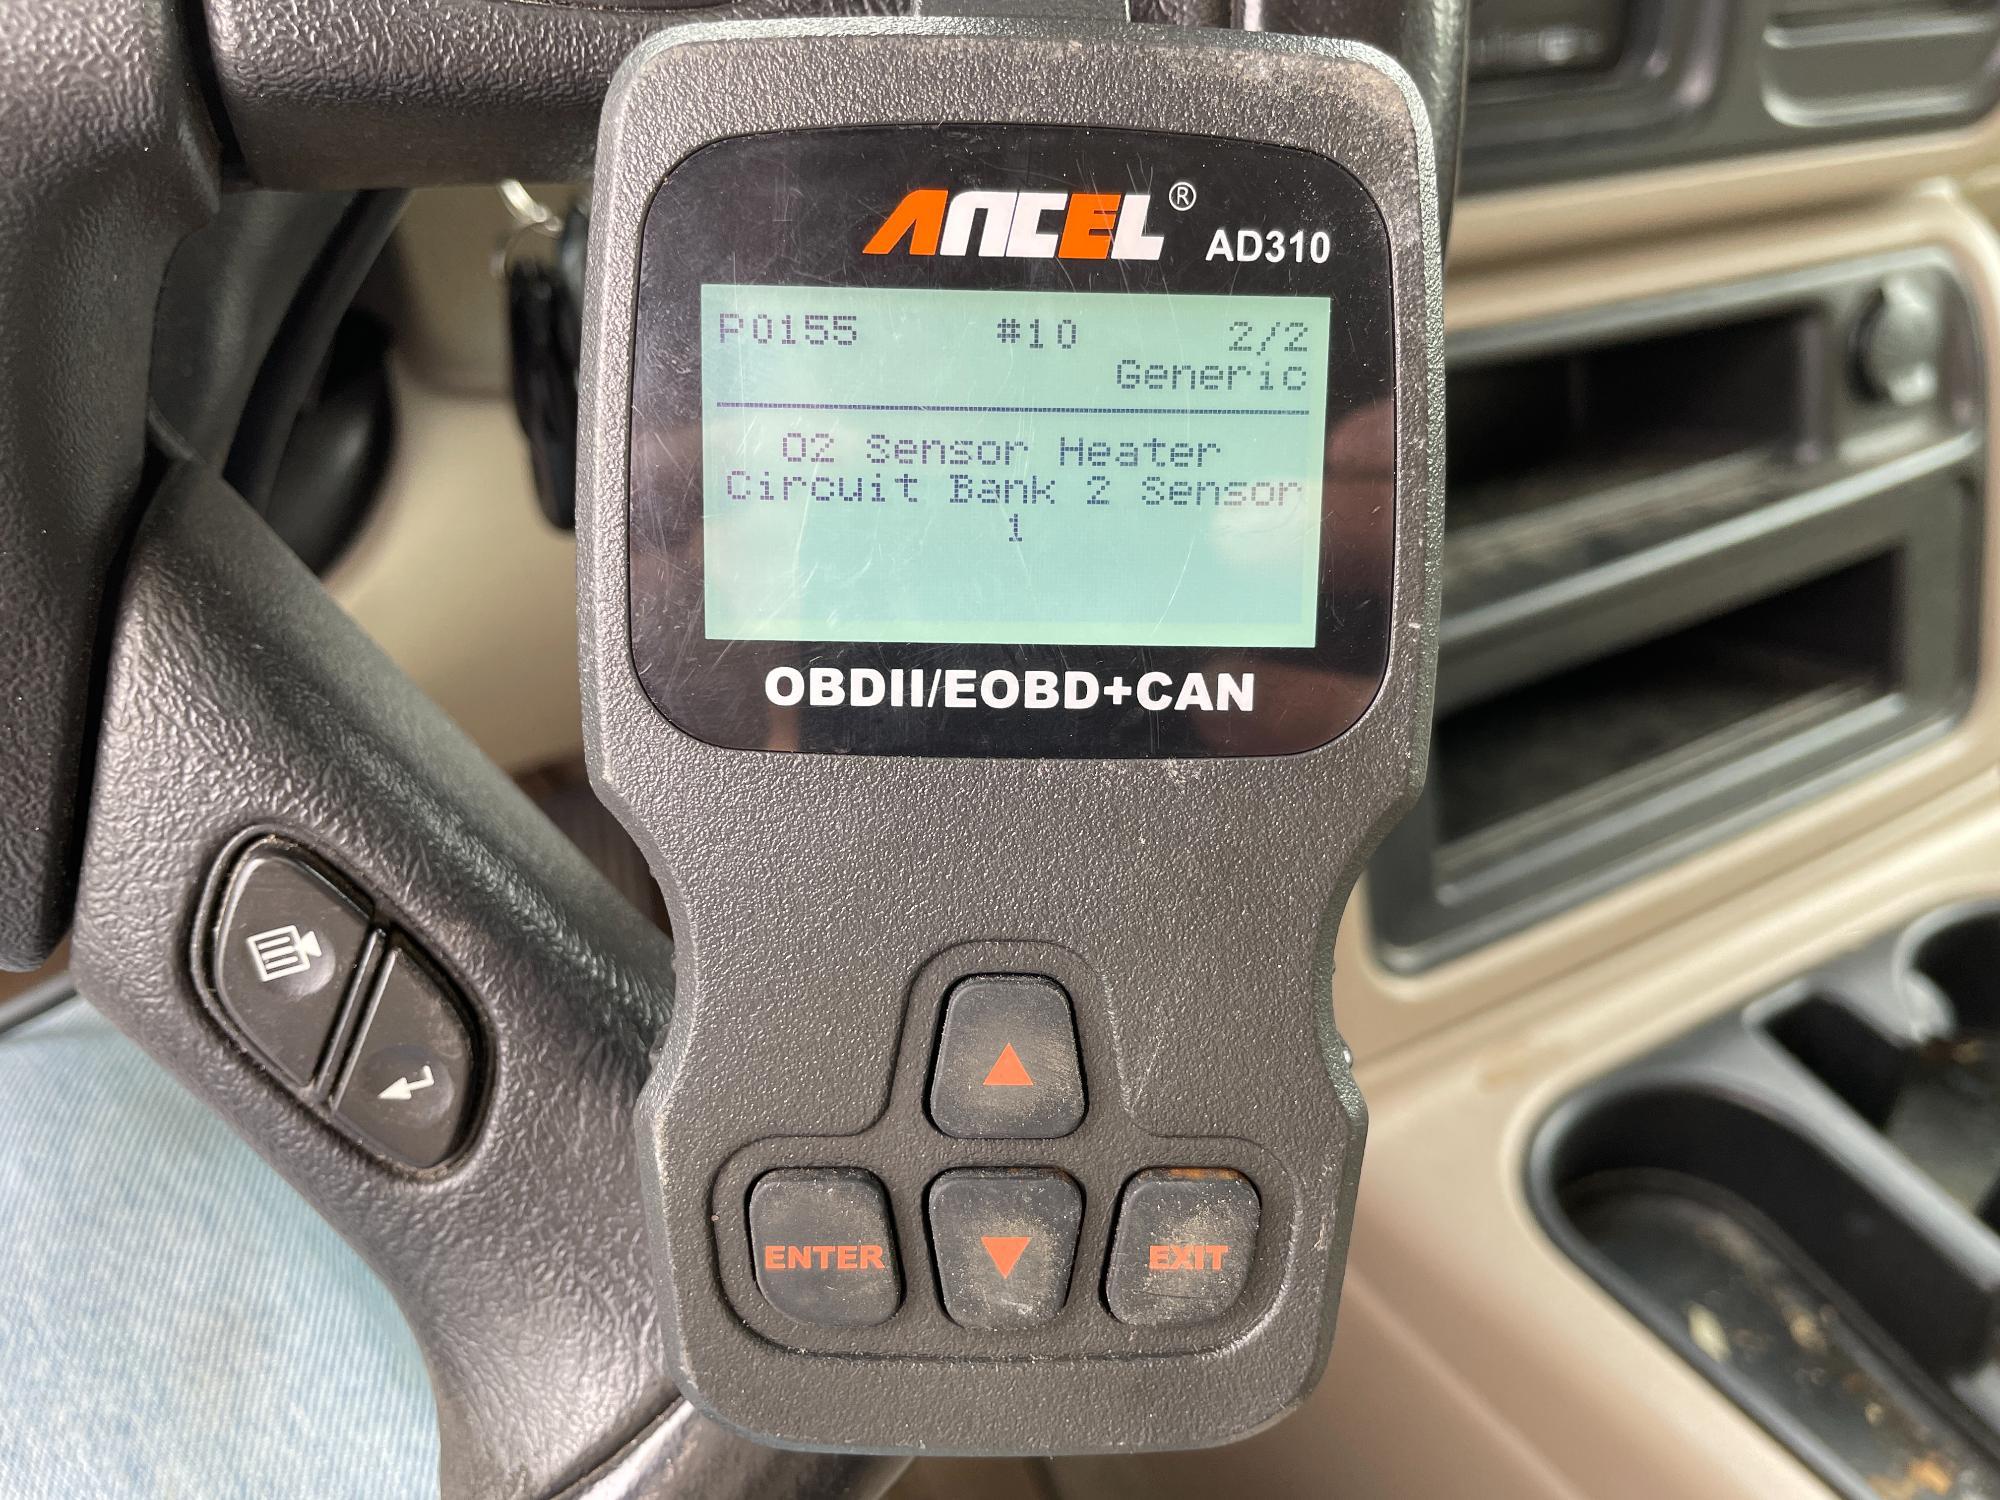 ANCEL® AD310
P0155 #10 2/2
Generic
O2 Sensor Heater
Circuit Bank 2 Sensor
1
OBDII/EOBD+CAN
ENTER EXIT